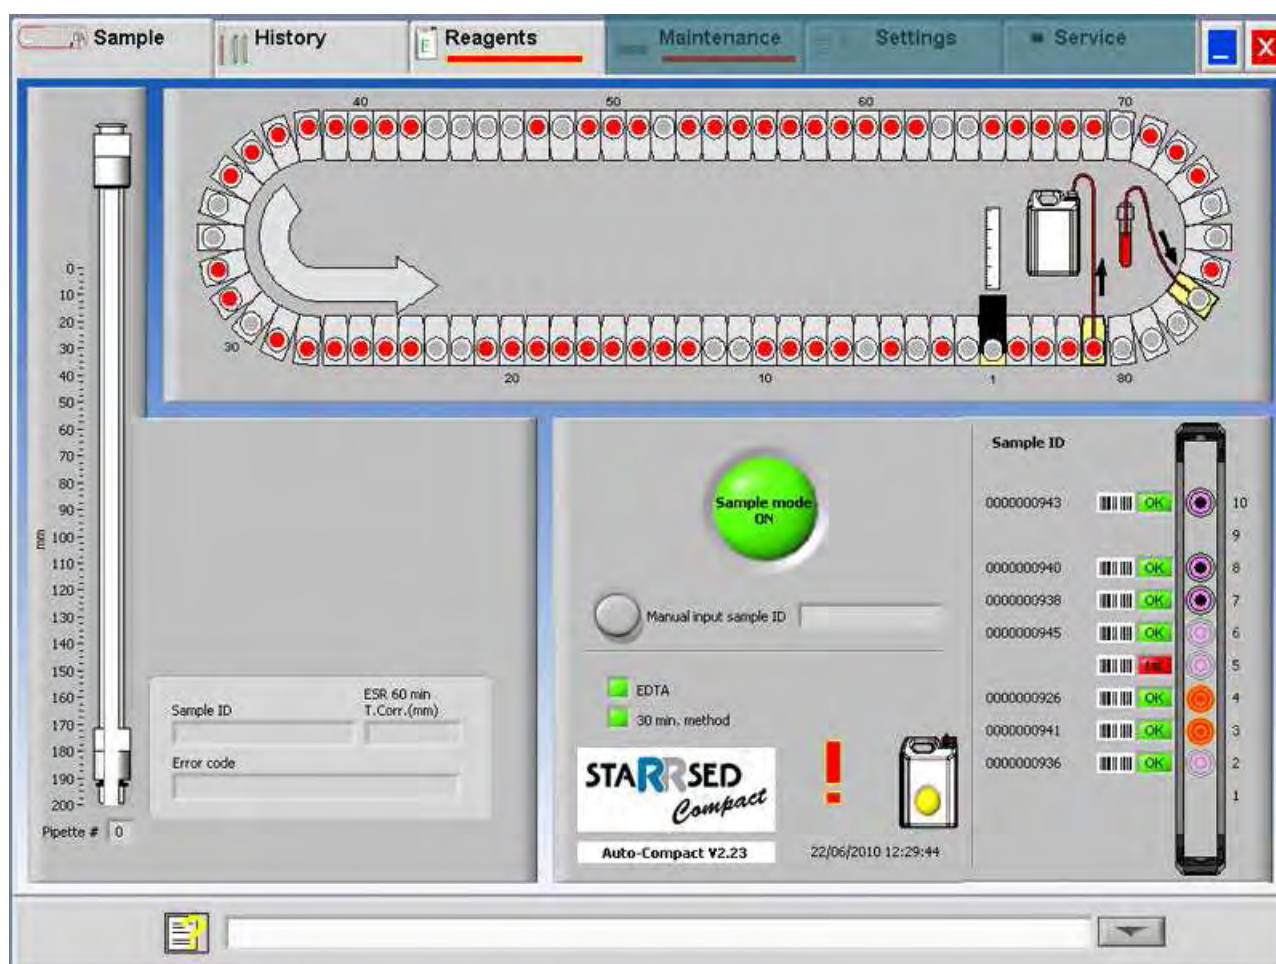 Sample
History
Reagents
Maintenance
Settings
Service
40
50
60
70
30
20
10
1
80
0
10
20
30
40
50
60
70
80
90
mm
100
110
120
130
140
150
160
170
180
190
200
Pipette # 0
Sample ID
ESR 60 min
T.Corr.(mm)
Error code
Sample mode
ON
Manual input sample ID
EDTA
30 min. method
STARRSED
Compact
Auto-Compact V2.23
22/06/2010 12:29:44
Sample ID
0000000943 OK 10
9
0000000940 OK 8
0000000938 OK 7
0000000945 OK 6
5
0000000926 OK 4
0000000941 OK 3
0000000936 OK 2
1